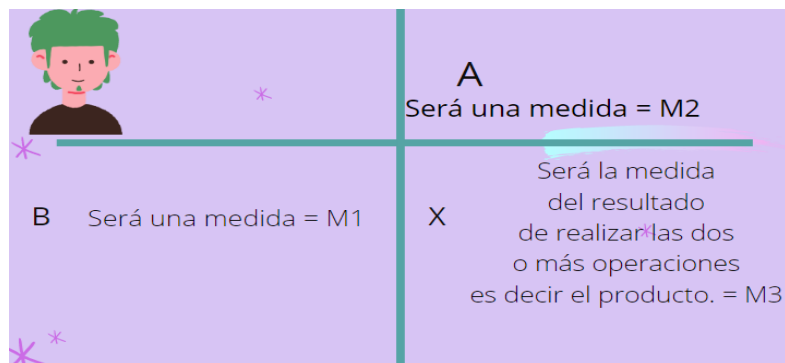 A
Será una medida = M2
B Será una medida = M1
X
Será la medida
del resultado
de realizar las dos
o más operaciones
es decir el producto. = M3